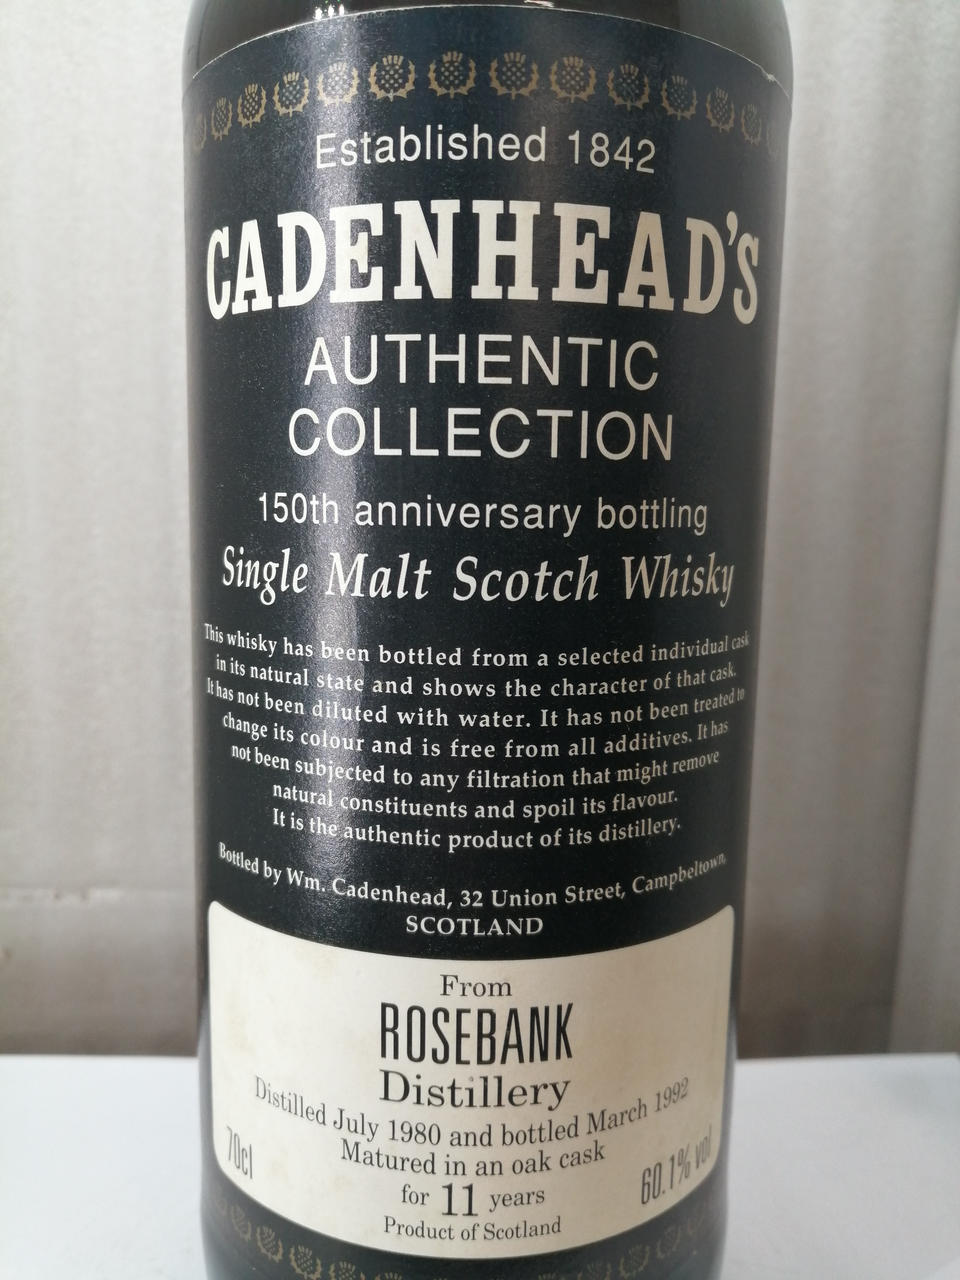 Established 1842
CADENHEAD'S
AUTHENTIC
COLLECTION
150th anniversary bottling
Single Malt Scotch Whisky
This whisky has been bottled from a selected individual cask
in its natural state and shows the character of that cask.
It has not been diluted with water. It has not been treated to
change its colour and is free from all additives. It has
not been subjected to any filtration that might remove
natural constituents and spoil its flavour.
It is the authentic product of its distillery.
Bottled by Wm. Cadenhead, 32 Union Street, Campbeltown,
SCOTLAND
From
ROSEBANK
Distillery
Distilled July 1980 and bottled March 1992
Matured in an oak cask
70cl
for 11 years
60.1% vol
Product of Scotland